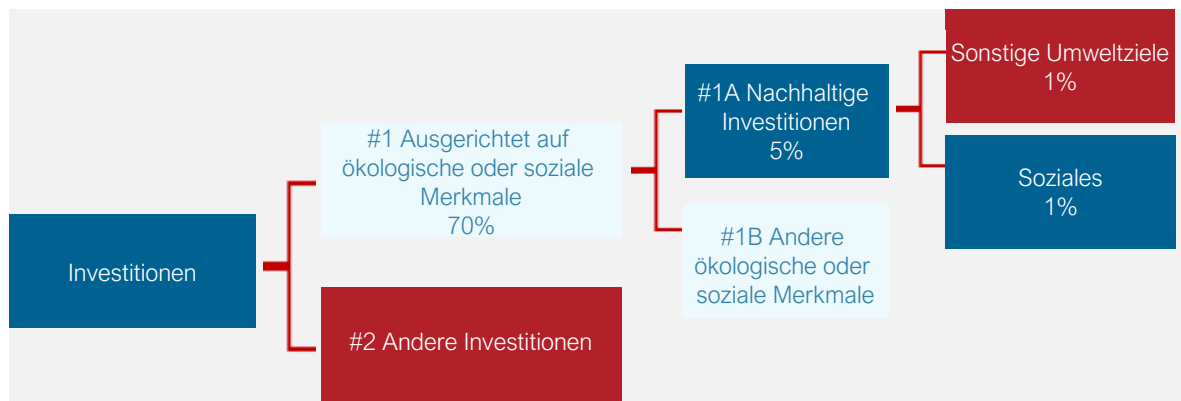 Investitionen
#1 Ausgerichtet auf
ökologische oder soziale
Merkmale
70%
#2 Andere Investitionen
#1A Nachhaltige
Investitionen
5%
#1B Andere
ökologische oder
soziale Merkmale
Sonstige Umweltziele
1%
Soziales
1%